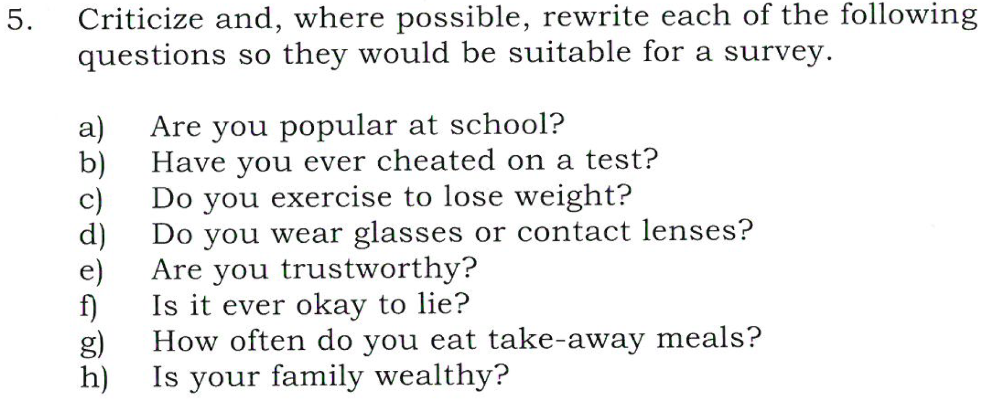 5. Criticize and, where possible, rewrite each of the following
questions so they would be suitable for a survey.
a) Are you popular at school?
b) Have you ever cheated on a test?
c) Do you exercise to lose weight?
d) Do you wear glasses or contact lenses?
e) Are you trustworthy?
f) Is it ever okay to lie?
g) How often do you eat take-away meals?
h) Is your family wealthy?